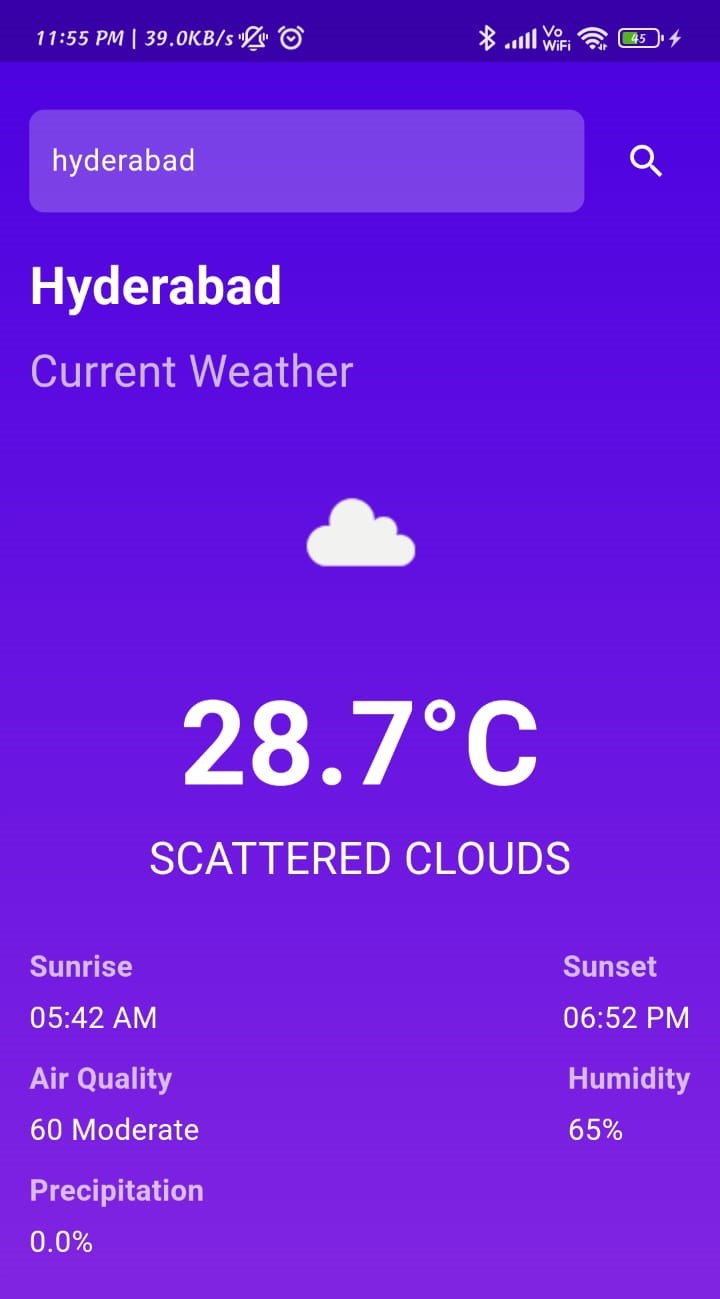 11:55 PM | 39.0KB/s Vo WiFi 45
hyderabad
Hyderabad
Current Weather
28.7°C
SCATTERED CLOUDS
Sunrise Sunset
05:42 AM 06:52 PM
Air Quality Humidity
60 Moderate 65%
Precipitation
0.0%